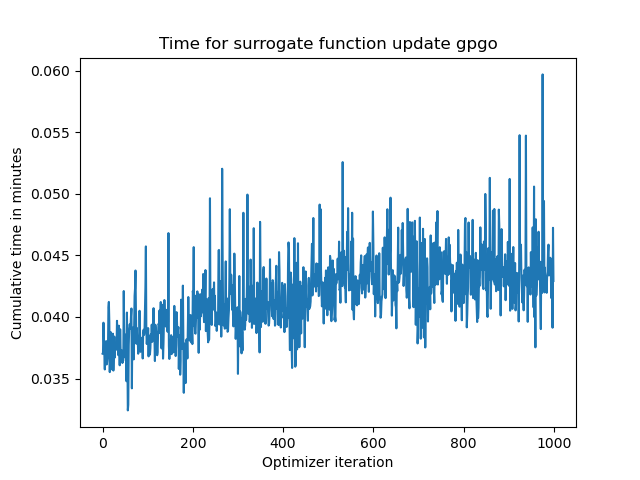 Time for surrogate function update gpgo
0.060
0.055
0.050
0.045
0.040
0.035
Cumulative time in minutes
0 200 400 600 800 1000
Optimizer iteration